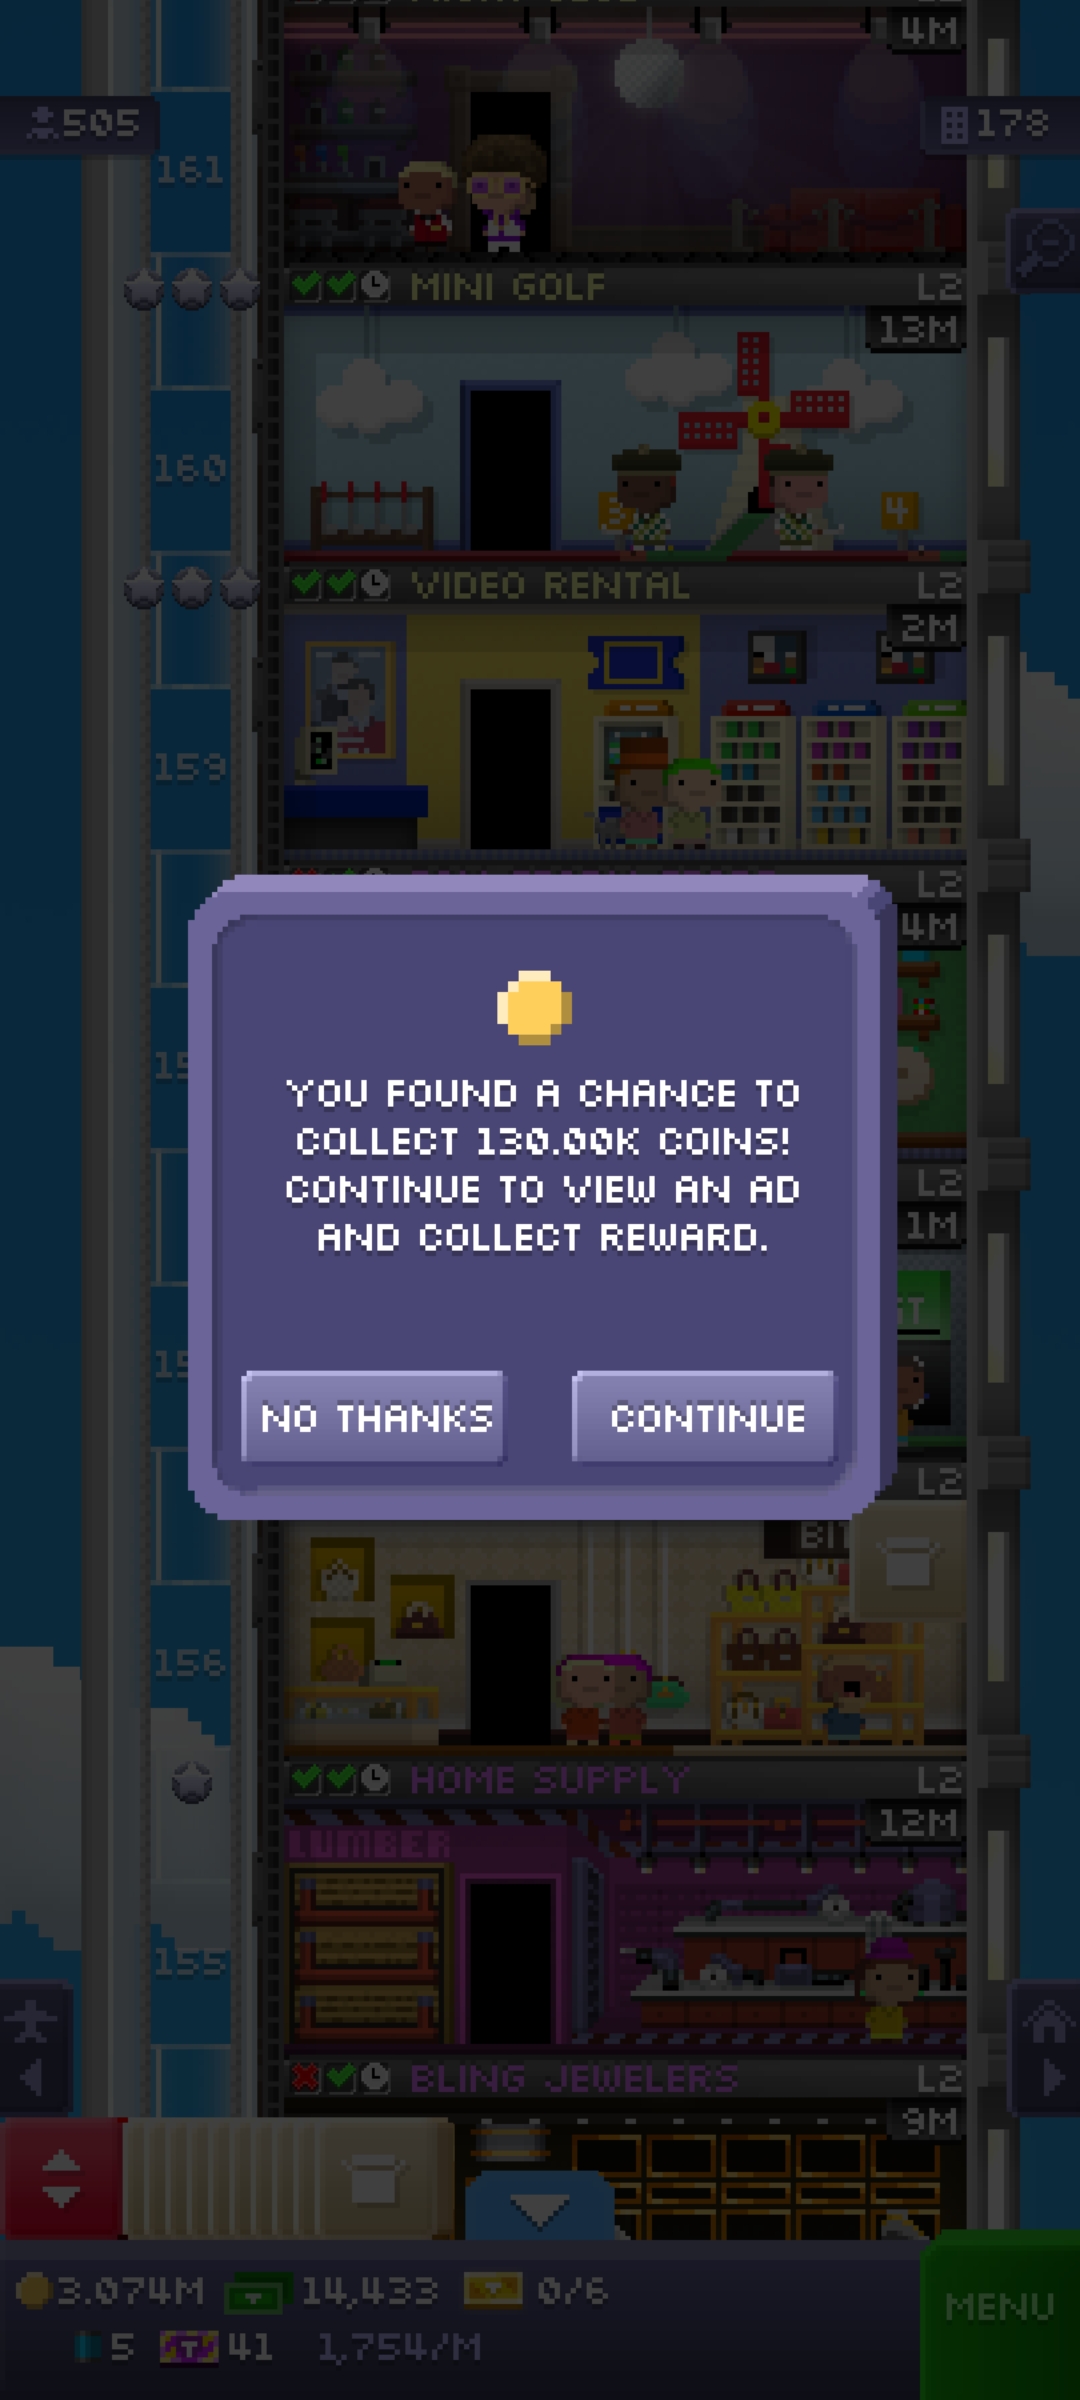 4M
505
178
161
MINI GOLF L2
13M
160
3
4
VIDEO RENTAL L2
2M
159
L2
4M
YOU FOUND A CHANCE TO
COLLECT 130.00K COINS!
CONTINUE TO VIEW AN AD
AND COLLECT REWARD.
L2
1M
NO THANKS
CONTINUE
L2
156
HOME SUPPLY L2
12M
LUMBER
155
BLING JEWELERS L2
9M
3.074M 14,433 0/6
MENU
5 41 1,754/M